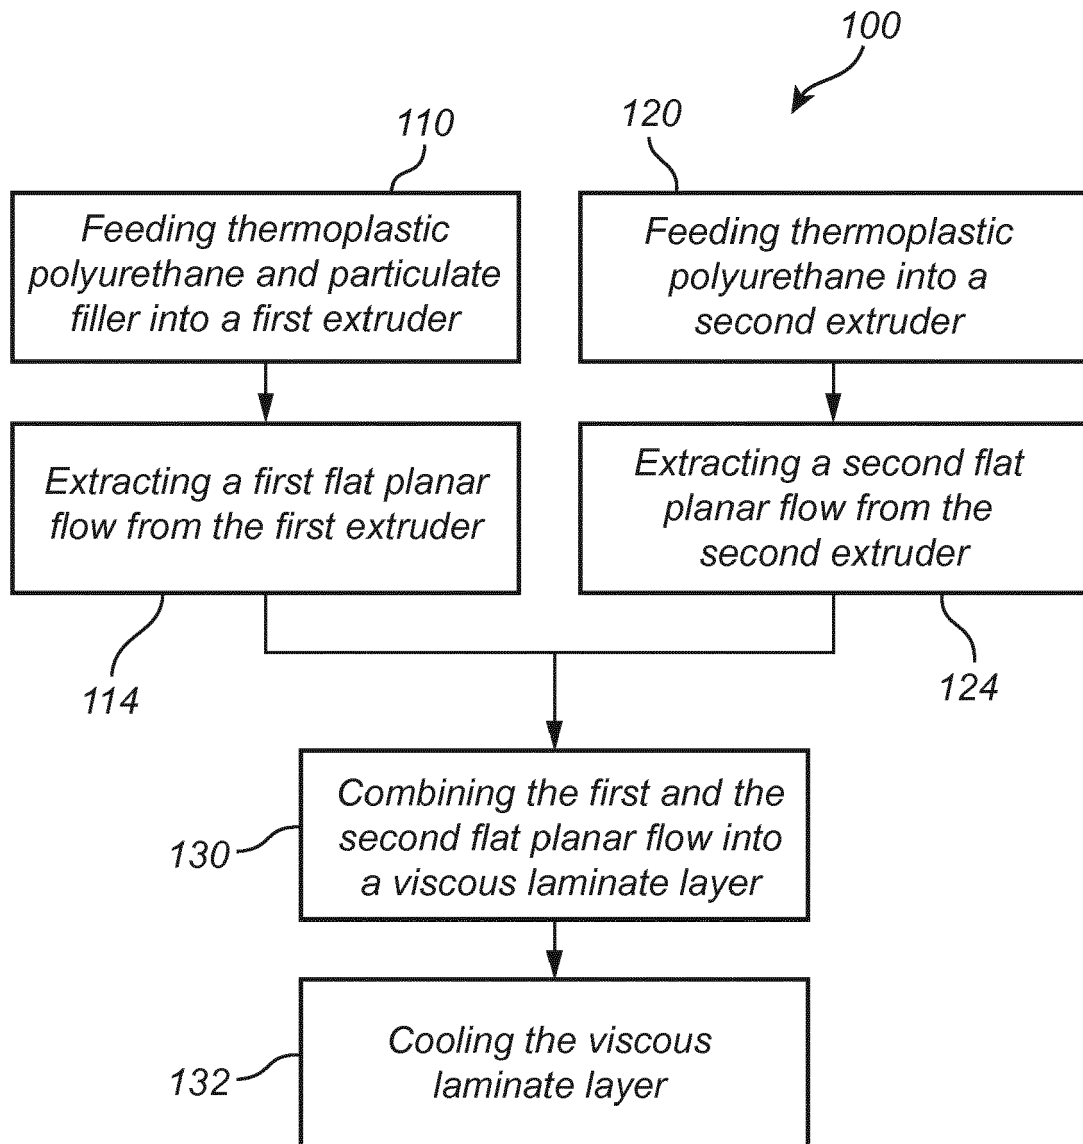 100
110
120
Feeding thermoplastic
polyurethane and particulate
filler into a first extruder
Feeding thermoplastic
polyurethane into a
second extruder
Extracting a first flat planar
flow from the first extruder
Extracting a second flat
planar flow from the
second extruder
114
124
Combining the first and the
second flat planar flow into
a viscous laminate layer
130
Cooling the viscous
laminate layer
132